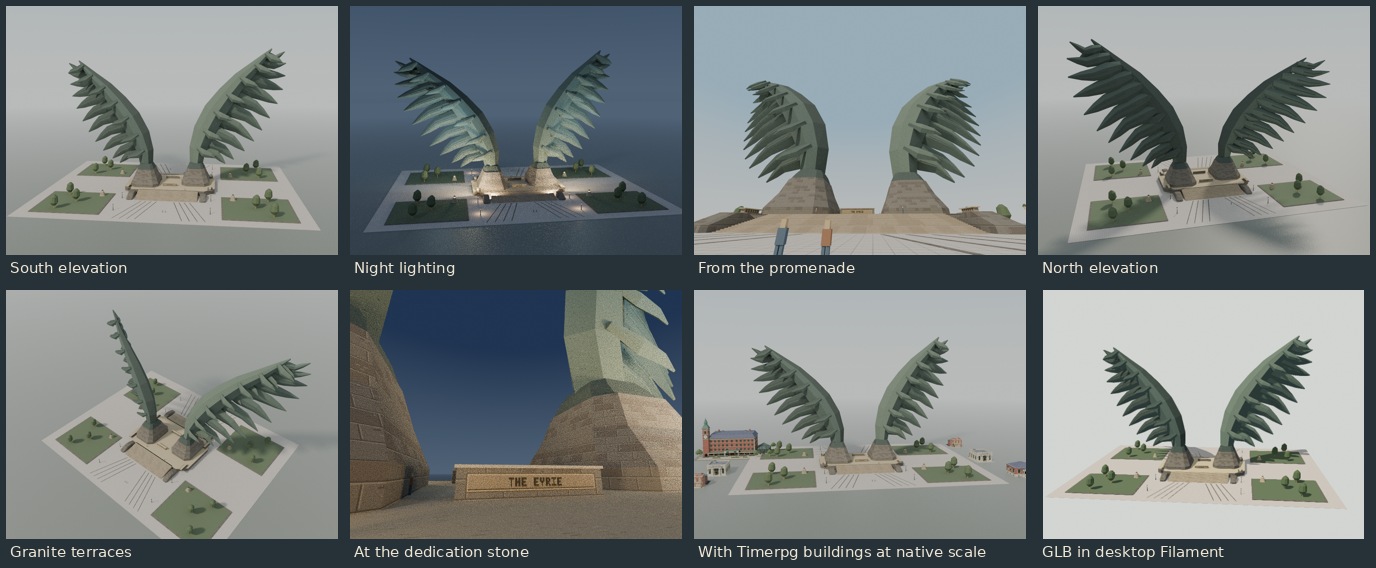 South elevation
Night lighting
From the promenade
North elevation
Granite terraces
THE EYRIE
At the dedication stone
With Timerpg buildings at native scale
GLB in desktop Filament